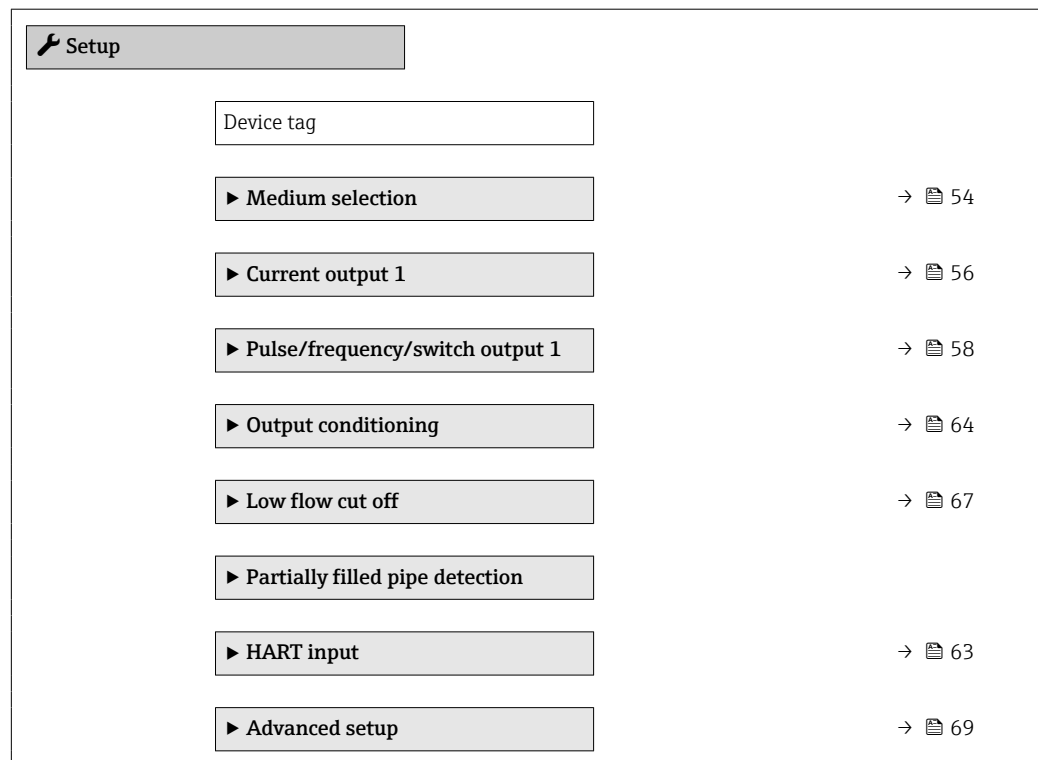 Setup
Device tag
► Medium selection → 54
► Current output 1 → 56
► Pulse/frequency/switch output 1 → 58
► Output conditioning → 64
► Low flow cut off → 67
► Partially filled pipe detection
► HART input → 63
► Advanced setup → 69